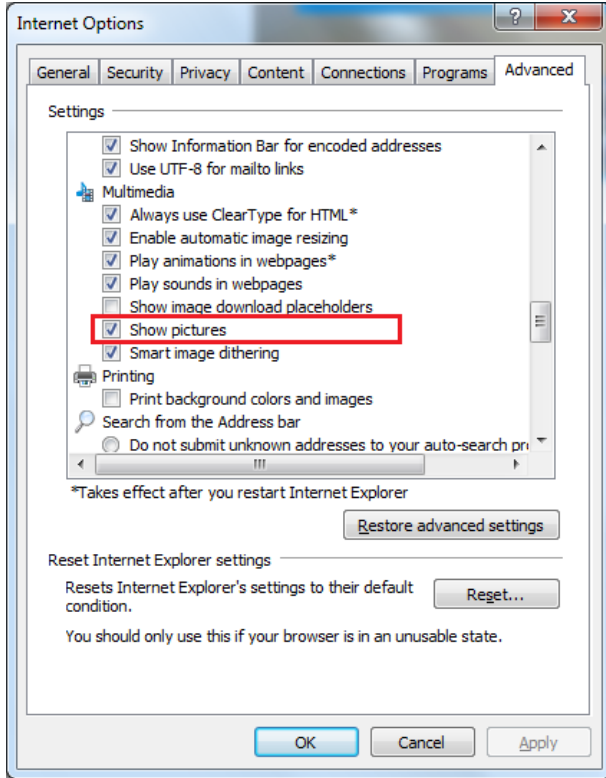 Internet Options
?
X
General Security Privacy Content Connections Programs Advanced
Settings
Show Information Bar for encoded addresses
Use UTF-8 for mailto links
Multimedia
Always use ClearType for HTML*
Enable automatic image resizing
Play animations in webpages*
Play sounds in webpages
Show image download placeholders
Show pictures
Smart image dithering
Printing
Print background colors and images
Search from the Address bar
Do not submit unknown addresses to your auto-search pr
*Takes effect after you restart Internet Explorer
Restore advanced settings
Reset Internet Explorer settings
Resets Internet Explorer's settings to their default
condition.
Reset...
You should only use this if your browser is in an unusable state.
OK Cancel Apply